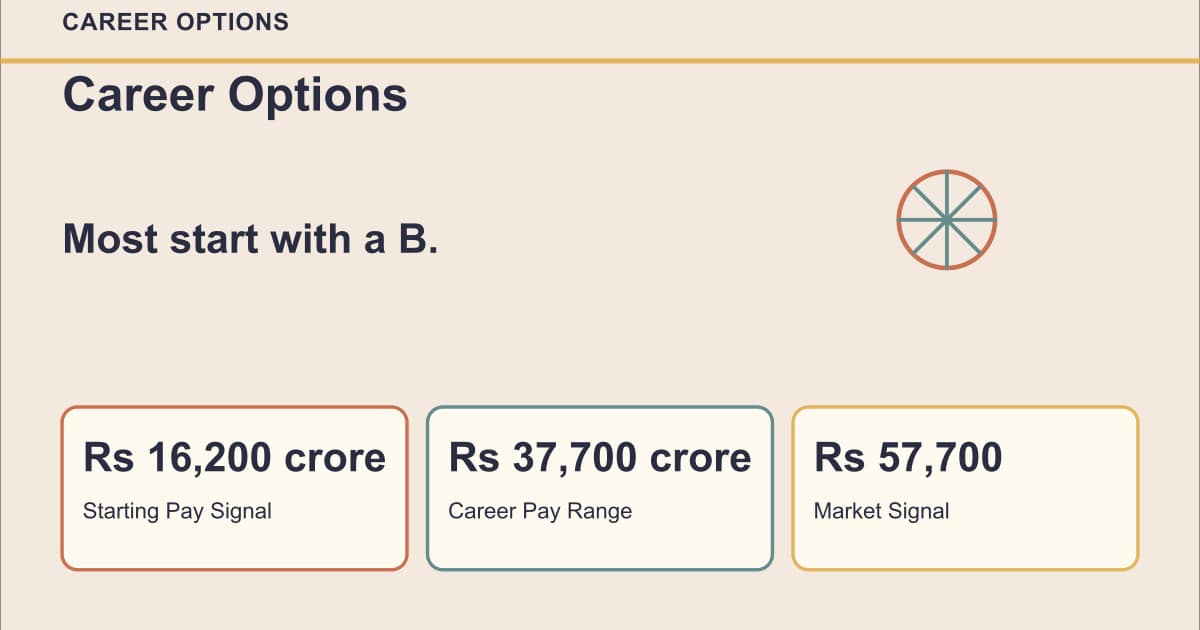 CAREER OPTIONS
Career Options
Most start with a B.
Rs 16,200 crore
Starting Pay Signal
Rs 37,700 crore
Career Pay Range
Rs 57,700
Market Signal